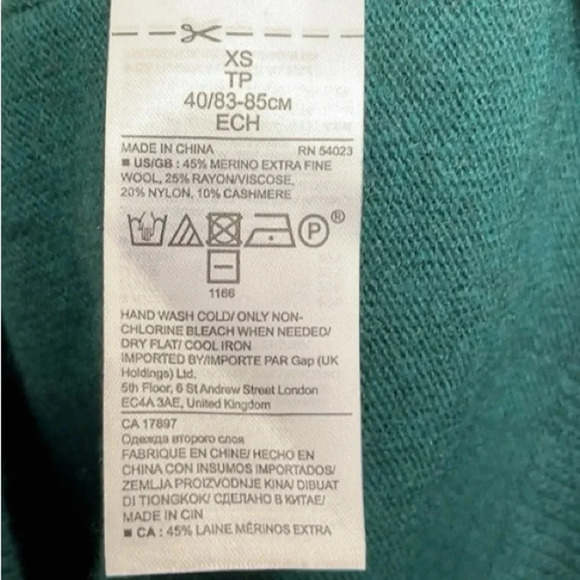 XS
TP
40/83-85CM
ECH
MADE IN CHINA RN 54023
■ US/GB : 45% MERINO EXTRA FINE
WOOL, 25% RAYON/VISCOSE,
20% NYLON, 10% CASHMERE
P ®
1166
HAND WASH COLD/ ONLY NON-
CHLORINE BLEACH WHEN NEEDED/
DRY FLAT/ COOL IRON
IMPORTED BY/IMPORTE PAR Gap (UK
Holdings) Ltd.
5th Floor, 6 St Andrew Street London
EC4A 3AE, United Kingdom
CA 17897
Одежда второго слоя
FABRIQUE EN CHINE/ HECHO EN
CHINA CON INSUMOS IMPORTADOS/
ZEMLJA PROIZVODNJE KINA/ DIBUAT
DI TIONGKOK/ СДЕЛАНО В КИТАЕ/
MADE IN CIN
■ CA : 45% LAINE MÉRINOS EXTRA